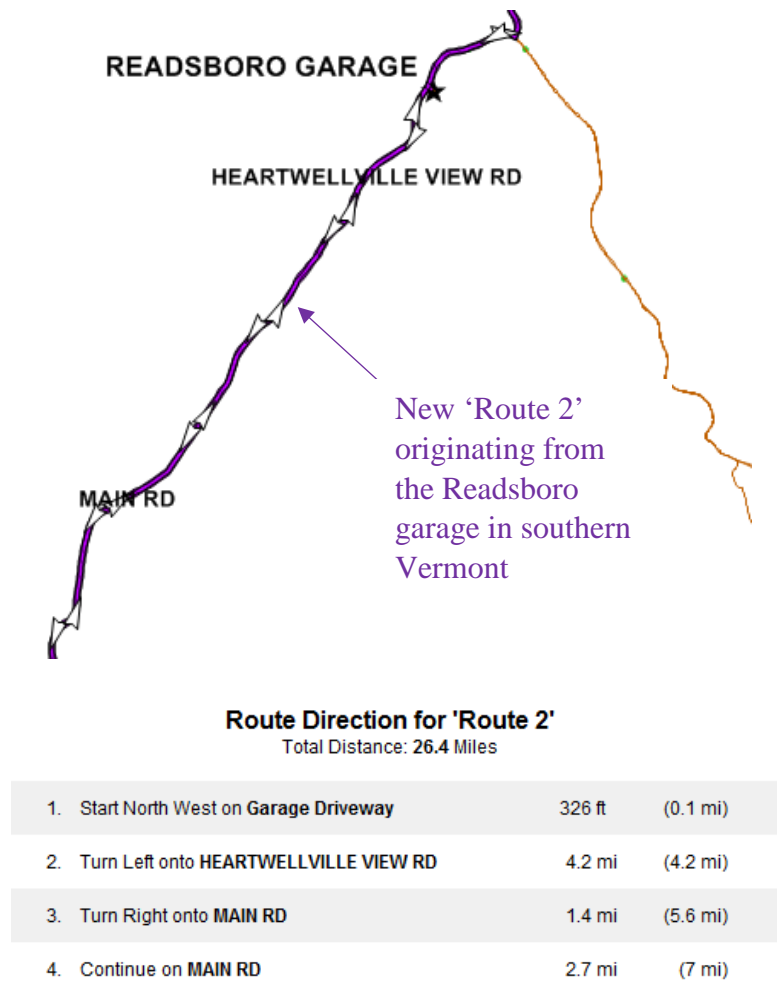 READSBORO GARAGE
HEARTWELLVILLE VIEW RD
New ‘Route 2’
originating from
the Readsboro
garage in southern
Vermont
MAIN RD
Route Direction for 'Route 2'
Total Distance: 26.4 Miles
1. Start North West on Garage Driveway 326 ft (0.1 mi)
2. Turn Left onto HEARTWELLVILLE VIEW RD 4.2 mi (4.2 mi)
3. Turn Right onto MAIN RD 1.4 mi (5.6 mi)
4. Continue on MAIN RD 2.7 mi (7 mi)